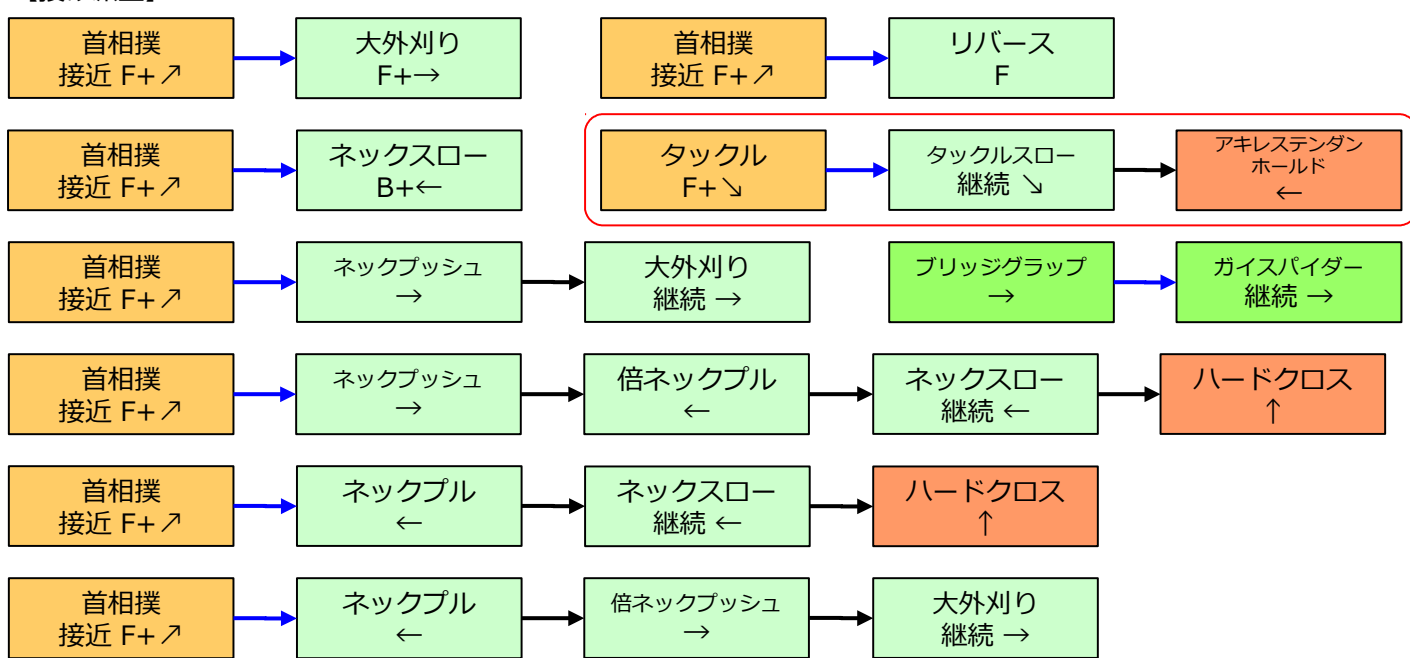 首相撲
接近 F+↗
大外刈り
F+→
首相撲
接近 F+↗
リバース
F
首相撲
接近 F+↗
ネックスロー
B+←
タックル
F+↘
タックルスロー
継続 ↘
アキレステンダン
ホールド
←
首相撲
接近 F+↗
ネックプッシュ
→
大外刈り
継続 →
ブリッジグラップ
→
ガイスパイダー
継続 →
首相撲
接近 F+↗
ネックプッシュ
→
倍ネックプル
←
ネックスロー
継続 ←
ハードクロス
↑
首相撲
接近 F+↗
ネックプル
←
ネックスロー
継続 ←
ハードクロス
↑
首相撲
接近 F+↗
ネックプル
←
倍ネックプッシュ
→
大外刈り
継続 →